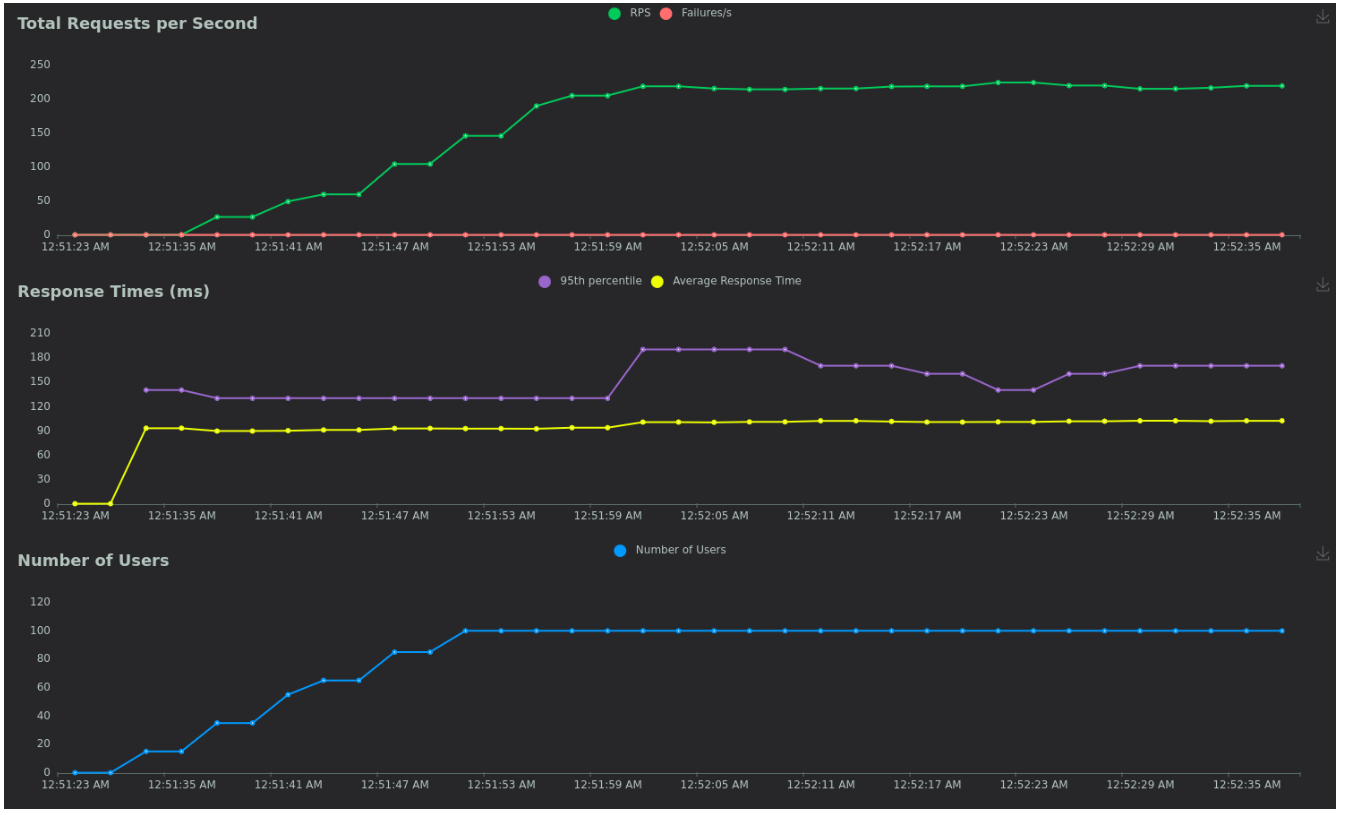 Total Requests per Second
RPS Failures/s
250
200
150
100
50
0
12:51:23 AM 12:51:35 AM 12:51:41 AM 12:51:47 AM 12:51:53 AM 12:51:59 AM 12:52:05 AM 12:52:11 AM 12:52:17 AM 12:52:23 AM 12:52:29 AM 12:52:35 AM
Response Times (ms)
95th percentile Average Response Time
210
180
150
120
90
60
30
0
12:51:23 AM 12:51:35 AM 12:51:41 AM 12:51:47 AM 12:51:53 AM 12:51:59 AM 12:52:05 AM 12:52:11 AM 12:52:17 AM 12:52:23 AM 12:52:29 AM 12:52:35 AM
Number of Users
Number of Users
120
100
80
60
40
20
0
12:51:23 AM 12:51:35 AM 12:51:41 AM 12:51:47 AM 12:51:53 AM 12:51:59 AM 12:52:05 AM 12:52:11 AM 12:52:17 AM 12:52:23 AM 12:52:29 AM 12:52:35 AM